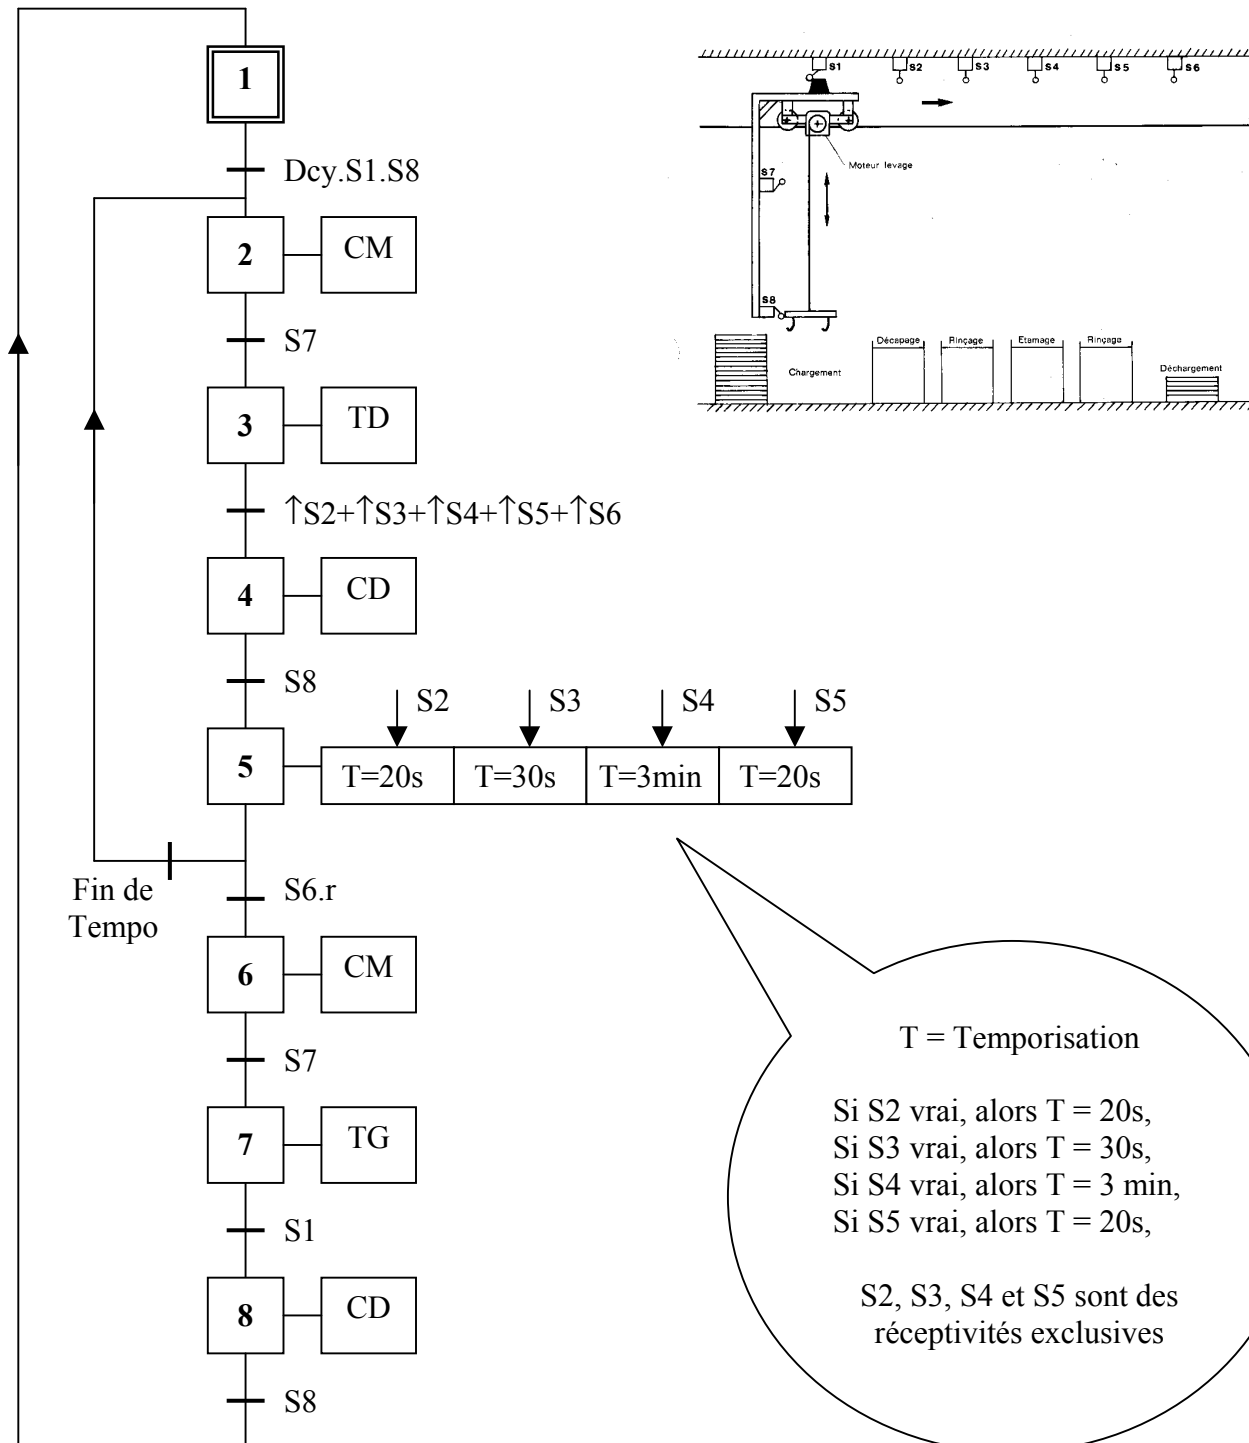 1
Dcy.S1.S8
2 CM
S7
3 TD
↑S2+↑S3+↑S4+↑S5+↑S6
4 CD
S8
S2 S3 S4 S5
5 T=20s T=30s T=3min T=20s
Fin de
Tempo
S6.r
6 CM
S7
7 TG
S1
8 CD
S8
S1 S2 S3 S4 S5 S6
Moteur levage
S7
S8
Chargement
Décapage Rinçage Etamage Rinçage
Déchargement
T = Temporisation
Si S2 vrai, alors T = 20s,
Si S3 vrai, alors T = 30s,
Si S4 vrai, alors T = 3 min,
Si S5 vrai, alors T = 20s,
S2, S3, S4 et S5 sont des
réceptivités exclusives